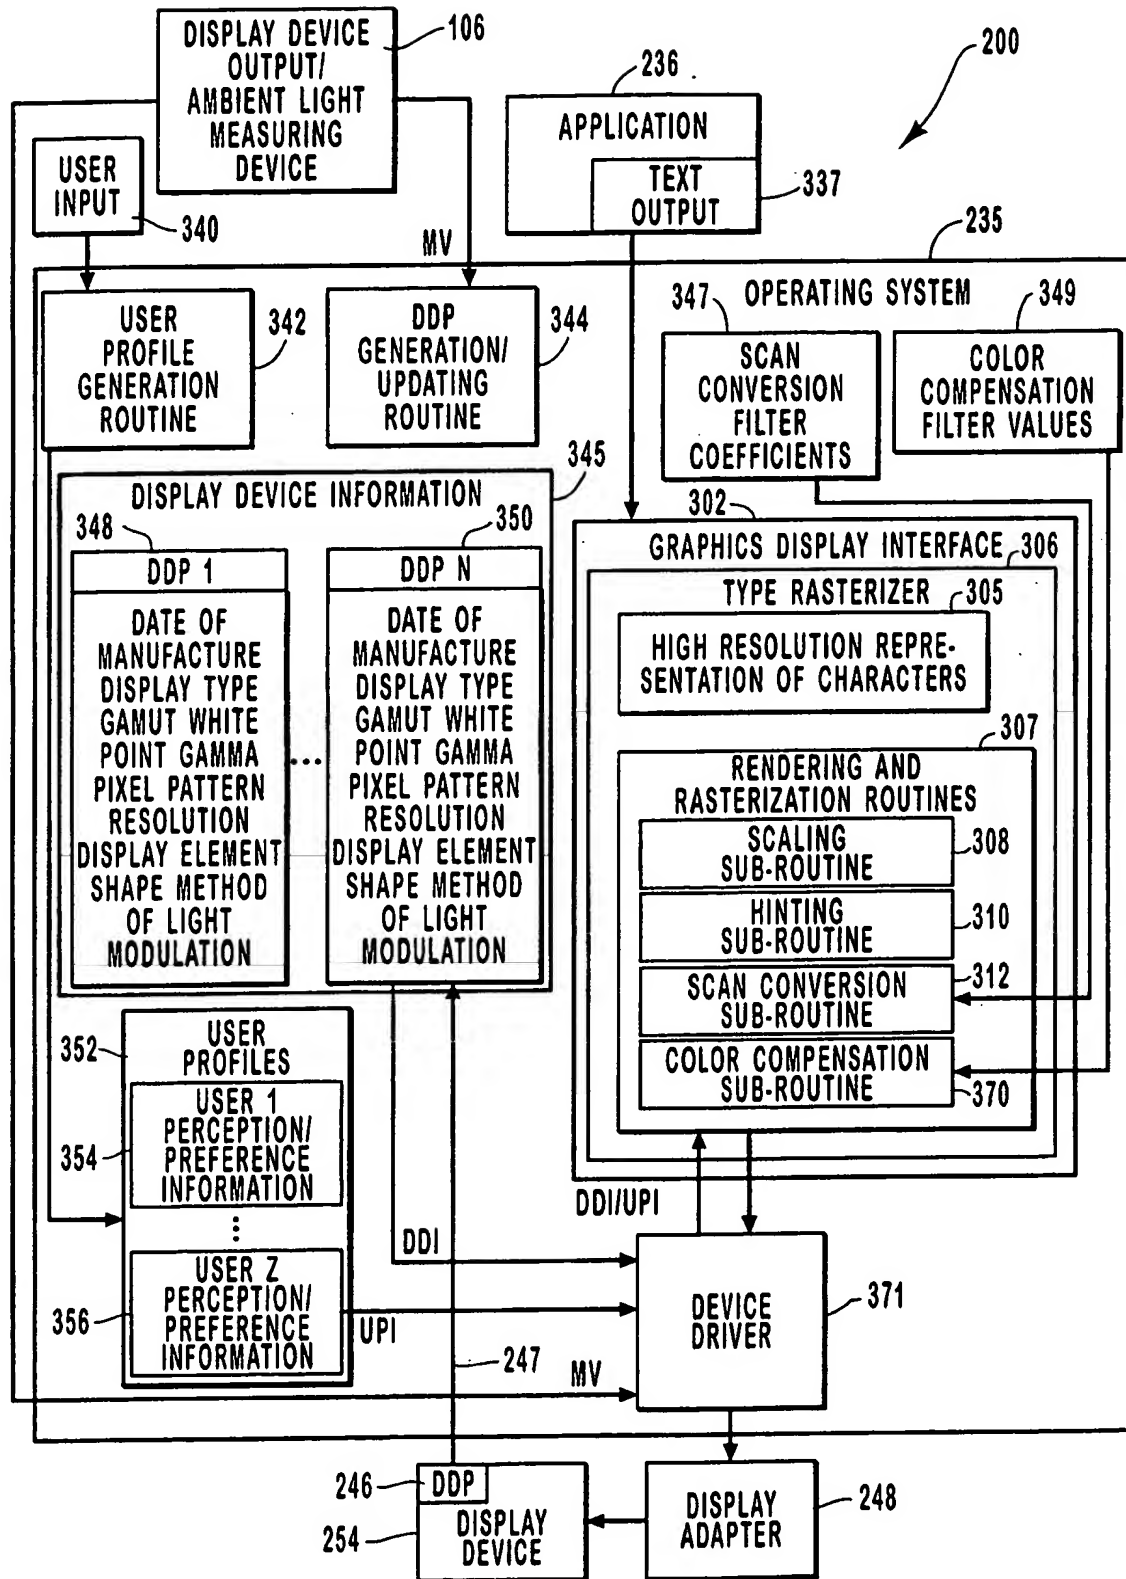 DISPLAY DEVICE
OUTPUT/
AMBIENT LIGHT
MEASURING
DEVICE
106
USER
INPUT
340
236
APPLICATION
TEXT
OUTPUT
337
200
MV
235
OPERATING SYSTEM
USER
PROFILE
GENERATION
ROUTINE
342
DDP
GENERATION/
UPDATING
ROUTINE
344
347
SCAN
CONVERSION
FILTER
COEFFICIENTS
349
COLOR
COMPENSATION
FILTER VALUES
345
DISPLAY DEVICE INFORMATION
348
DDP 1
DATE OF
MANUFACTURE
DISPLAY TYPE
GAMUT WHITE
POINT GAMMA
PIXEL PATTERN
RESOLUTION
DISPLAY ELEMENT
SHAPE METHOD
OF LIGHT
MODULATION
...
350
DDP N
DATE OF
MANUFACTURE
DISPLAY TYPE
GAMUT WHITE
POINT GAMMA
PIXEL PATTERN
RESOLUTION
DISPLAY ELEMENT
SHAPE METHOD
OF LIGHT
MODULATION
302
GRAPHICS DISPLAY INTERFACE
306
TYPE RASTERIZER
305
HIGH RESOLUTION REPRE-
SENTATION OF CHARACTERS
307
RENDERING AND
RASTERIZATION ROUTINES
SCALING
SUB-ROUTINE
308
HINTING
SUB-ROUTINE
310
SCAN CONVERSION
SUB-ROUTINE
312
COLOR COMPENSATION
SUB-ROUTINE
370
352
USER
PROFILES
354
USER 1
PERCEPTION/
PREFERENCE
INFORMATION
356
USER Z
PERCEPTION/
PREFERENCE
INFORMATION
DDI/UPI
DDI
UPI
MV
247
DEVICE
DRIVER
371
246
DDP
254
DISPLAY
DEVICE
DISPLAY
ADAPTER
248